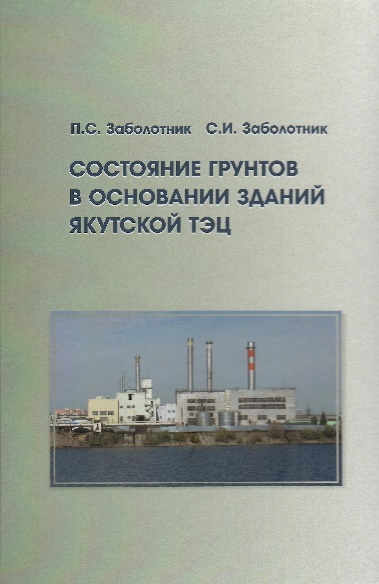 П.С. Заболотник С.И. Заболотник
СОСТОЯНИЕ ГРУНТОВ
В ОСНОВАНИИ ЗДАНИЙ
ЯКУТСКОЙ ТЭЦ